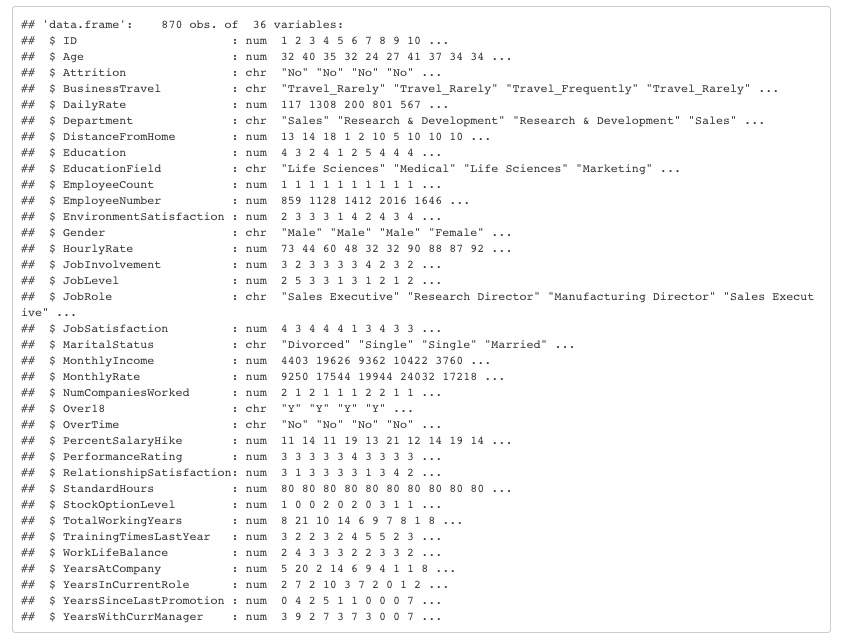 ## 'data.frame':    870 obs. of  36 variables:
##  $ ID                      : num  1 2 3 4 5 6 7 8 9 10 ...
##  $ Age                     : num  32 40 35 32 24 27 41 37 34 34 ...
##  $ Attrition               : chr  "No" "No" "No" "No" ...
##  $ BusinessTravel          : chr  "Travel_Rarely" "Travel_Rarely" "Travel_Frequently" "Travel_Rarely" ...
##  $ DailyRate               : num  117 1308 200 801 567 ...
##  $ Department              : chr  "Sales" "Research & Development" "Research & Development" "Sales" ...
##  $ DistanceFromHome        : num  13 14 18 1 2 10 5 10 10 10 ...
##  $ Education               : num  4 3 2 4 1 2 5 4 4 4 ...
##  $ EducationField          : chr  "Life Sciences" "Medical" "Life Sciences" "Marketing" ...
##  $ EmployeeCount           : num  1 1 1 1 1 1 1 1 1 1 ...
##  $ EmployeeNumber          : num  859 1128 1412 2016 1646 ...
##  $ EnvironmentSatisfaction : num  2 3 3 3 1 4 2 4 3 4 ...
##  $ Gender                  : chr  "Male" "Male" "Male" "Female" ...
##  $ HourlyRate              : num  73 44 60 48 32 32 90 88 87 92 ...
##  $ JobInvolvement          : num  3 2 3 3 3 3 4 2 3 2 ...
##  $ JobLevel                : num  2 5 3 3 1 3 1 2 1 2 ...
##  $ JobRole                 : chr  "Sales Executive" "Research Director" "Manufacturing Director" "Sales Execut
ive" ...
##  $ JobSatisfaction         : num  4 3 4 4 4 1 3 4 3 3 ...
##  $ MaritalStatus           : chr  "Divorced" "Single" "Single" "Married" ...
##  $ MonthlyIncome           : num  4403 19626 9362 10422 3760 ...
##  $ MonthlyRate             : num  9250 17544 19944 24032 17218 ...
##  $ NumCompaniesWorked      : num  2 1 2 1 1 1 2 2 1 1 ...
##  $ Over18                  : chr  "Y" "Y" "Y" "Y" ...
##  $ OverTime                : chr  "No" "No" "No" "No" ...
##  $ PercentSalaryHike       : num  11 14 11 19 13 21 12 14 19 14 ...
##  $ PerformanceRating       : num  3 3 3 3 3 4 3 3 3 3 ...
##  $ RelationshipSatisfaction: num  3 1 3 3 3 3 1 3 4 2 ...
##  $ StandardHours           : num  80 80 80 80 80 80 80 80 80 80 ...
##  $ StockOptionLevel        : num  1 0 0 2 0 2 0 3 1 1 ...
##  $ TotalWorkingYears       : num  8 21 10 14 6 9 7 8 1 8 ...
##  $ TrainingTimesLastYear   : num  3 2 2 3 2 4 5 5 2 3 ...
##  $ WorkLifeBalance         : num  2 4 3 3 3 2 2 3 3 2 ...
##  $ YearsAtCompany          : num  5 20 2 14 6 9 4 1 1 8 ...
##  $ YearsInCurrentRole      : num  2 7 2 10 3 7 2 0 1 2 ...
##  $ YearsSinceLastPromotion : num  0 4 2 5 1 1 0 0 0 7 ...
##  $ YearsWithCurrManager    : num  3 9 2 7 3 7 3 0 0 7 ...